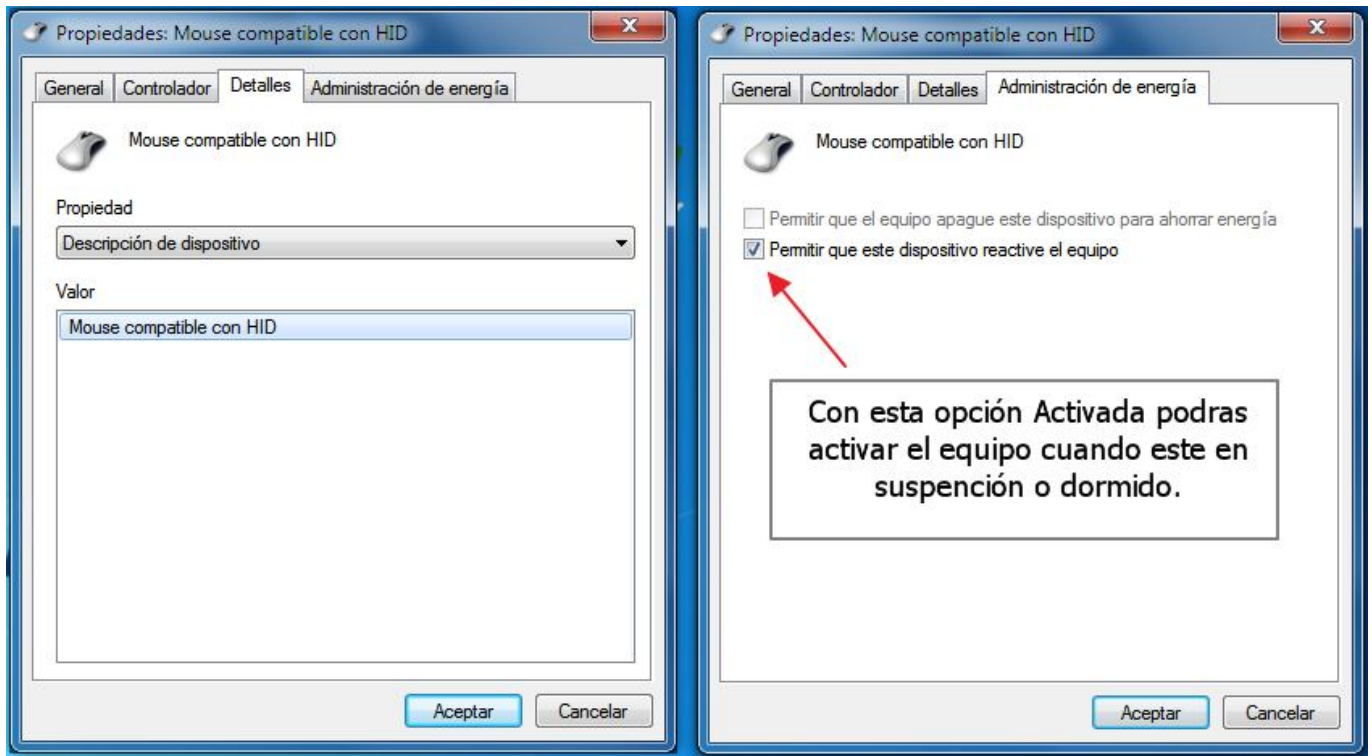 Propiedades: Mouse compatible con HID
General Controlador Detalles Administración de energía
Mouse compatible con HID
Propiedad
Descripción de dispositivo
Valor
Mouse compatible con HID
Aceptar Cancelar
Propiedades: Mouse compatible con HID
General Controlador Detalles Administración de energía
Mouse compatible con HID
Permitir que el equipo apague este dispositivo para ahorrar energía
Permitir que este dispositivo reactive el equipo
Con esta opción Activada podras
activar el equipo cuando este en
suspención o dormido.
Aceptar Cancelar